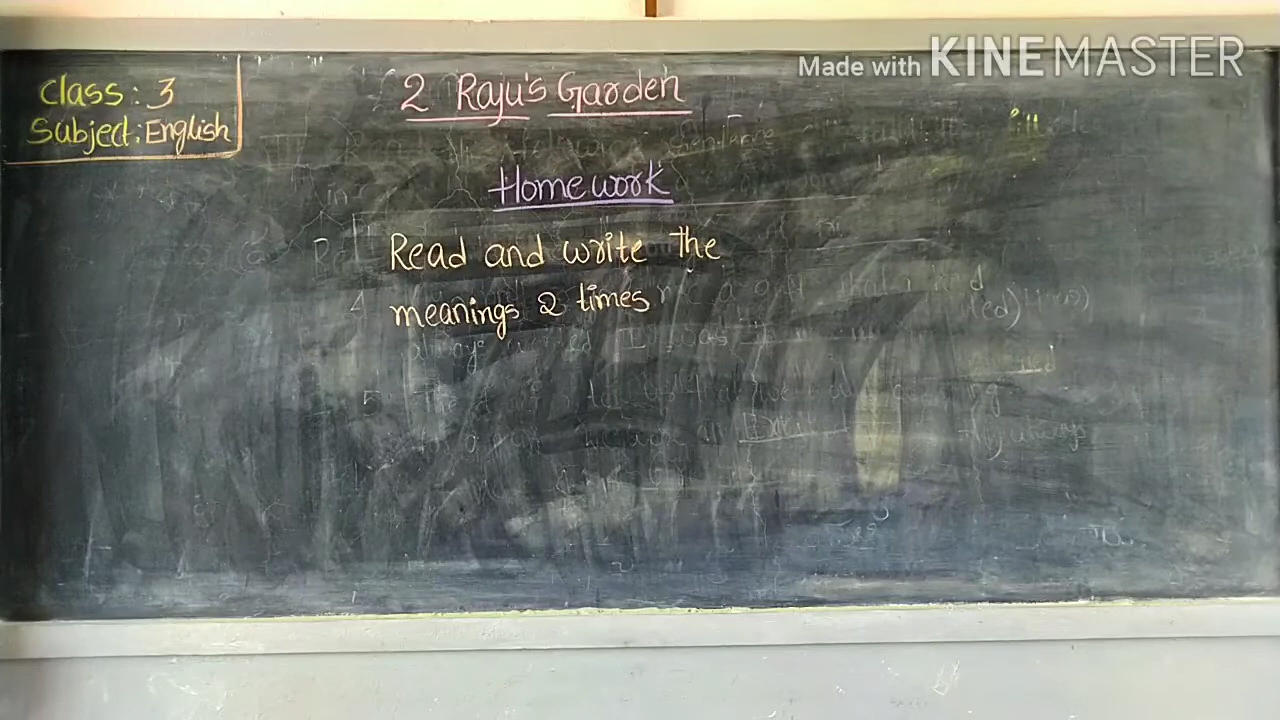 Made with KINEMASTER
Class: 3
Subject: English
2 Raju's Garden
Homework
Read and write the
meanings 2 times